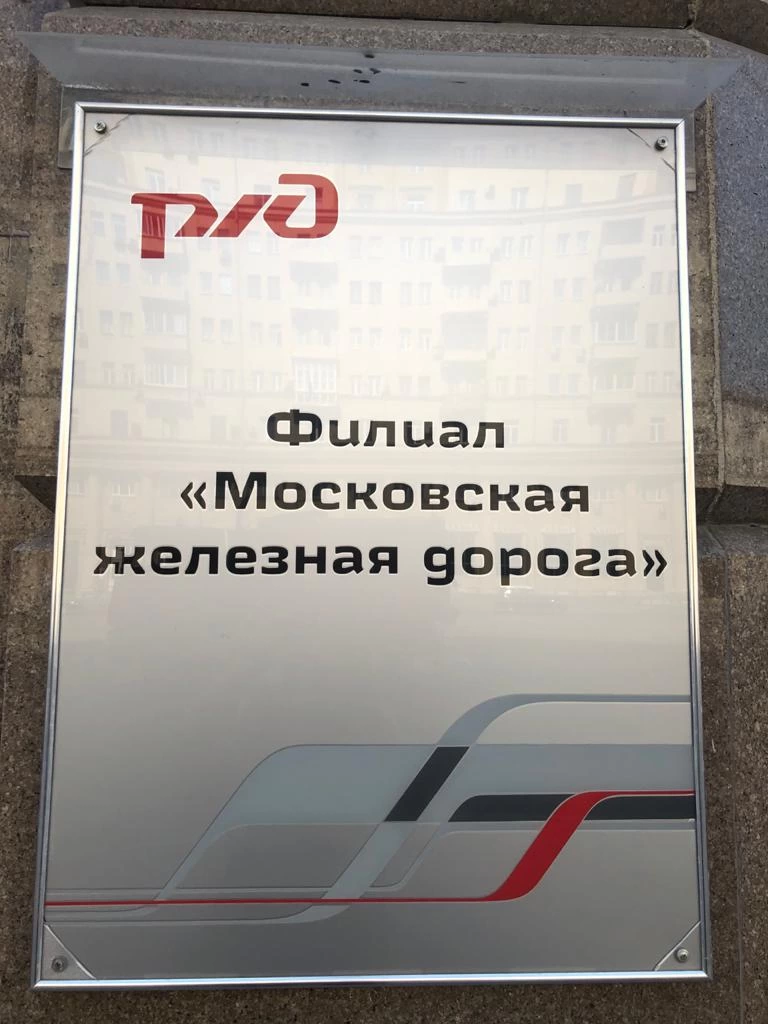 РЖД
Филиал
«Московская
железная дорога»